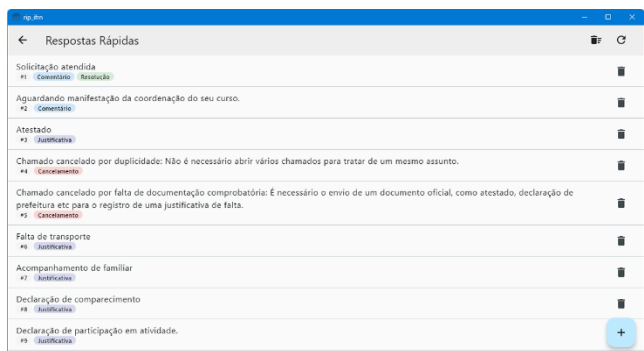 rip_ifrn
Respostas Rápidas
Solicitação atendida
#1 Comentário Resolução
Aguardando manifestação da coordenação do seu curso.
#2 Comentário
Atestado
#3 Justificativa
Chamado cancelado por duplicidade: Não é necessário abrir vários chamados para tratar de um mesmo assunto.
#4 Cancelamento
Chamado cancelado por falta de documentação comprobatória: É necessário o envio de um documento oficial, como atestado, declaração de
prefeitura etc para o registro de uma justificativa de falta.
#5 Cancelamento
Falta de transporte
#6 Justificativa
Acompanhamento de familiar
#7 Justificativa
Declaração de comparecimento
#8 Justificativa
Declaração de participação em atividade.
#9 Justificativa